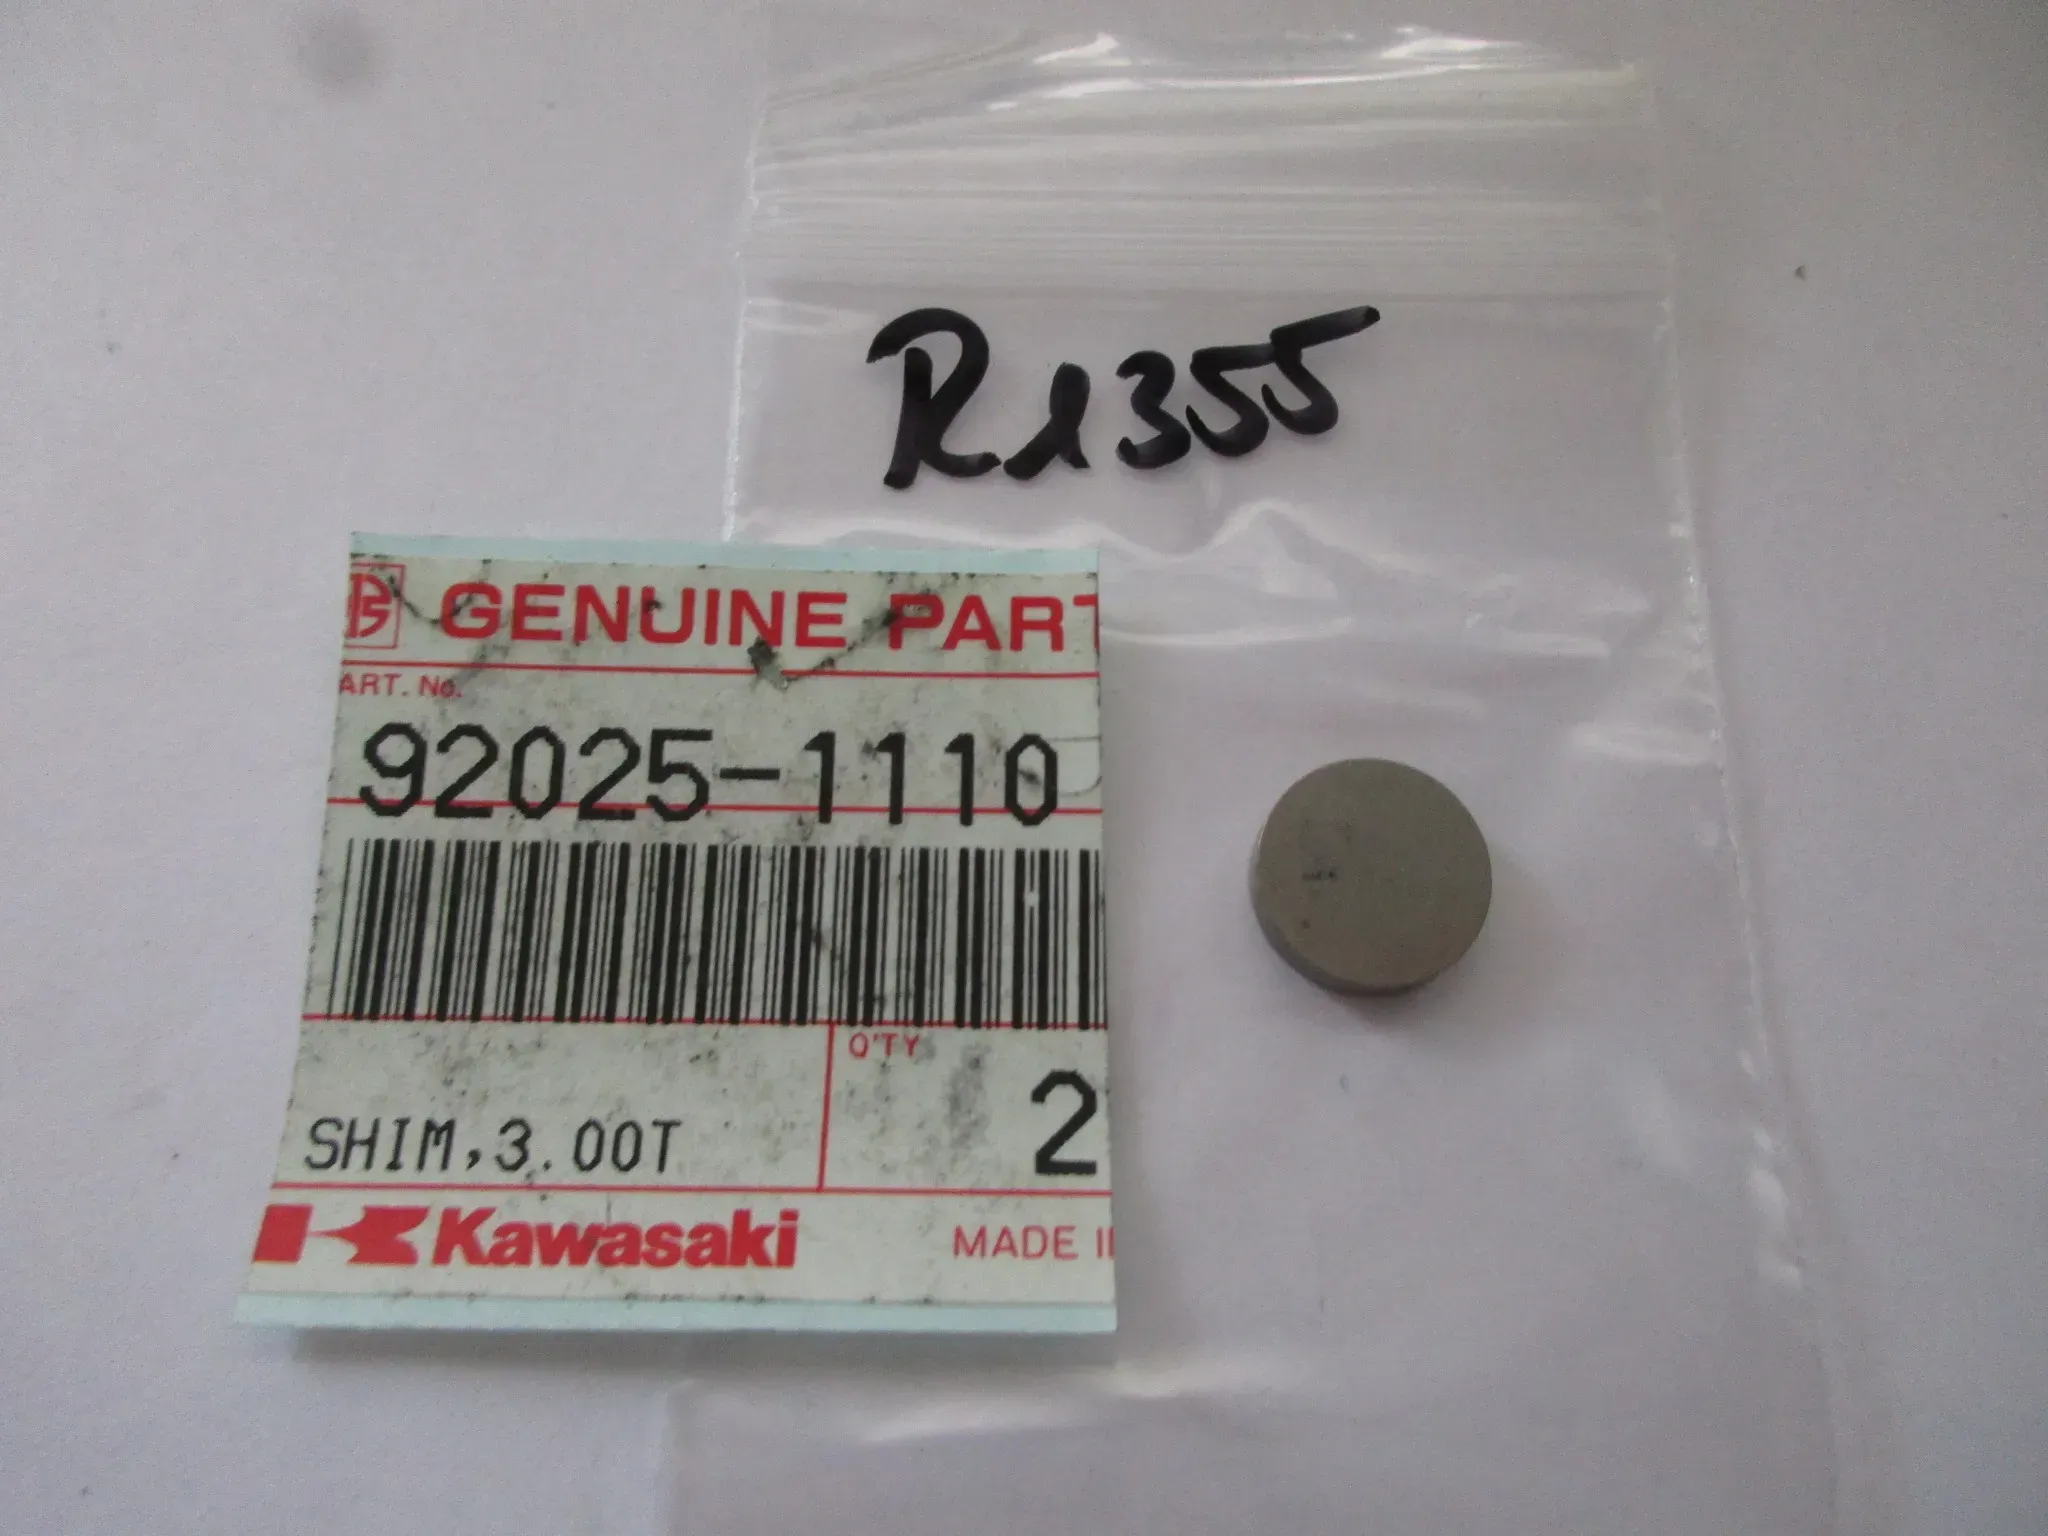 R1355
GENUINE PART
ART. No.
92025-1110
Q'TY
2
SHIM,3.00T
Kawasaki
MADE I